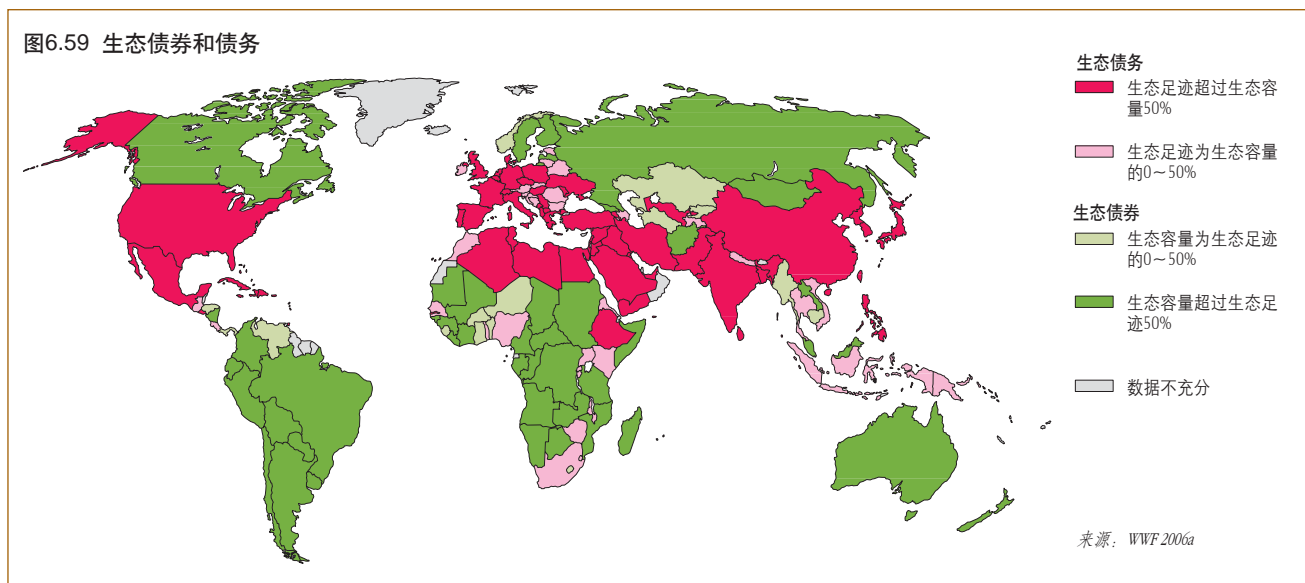 图6.59 生态债券和债务
生态债务
生态足迹超过生态容
量50%
生态足迹为生态容量
的0～50%
生态债券
生态容量为生态足迹
的0～50%
生态容量超过生态足
迹50%
数据不充分
来源：WWF 2006a